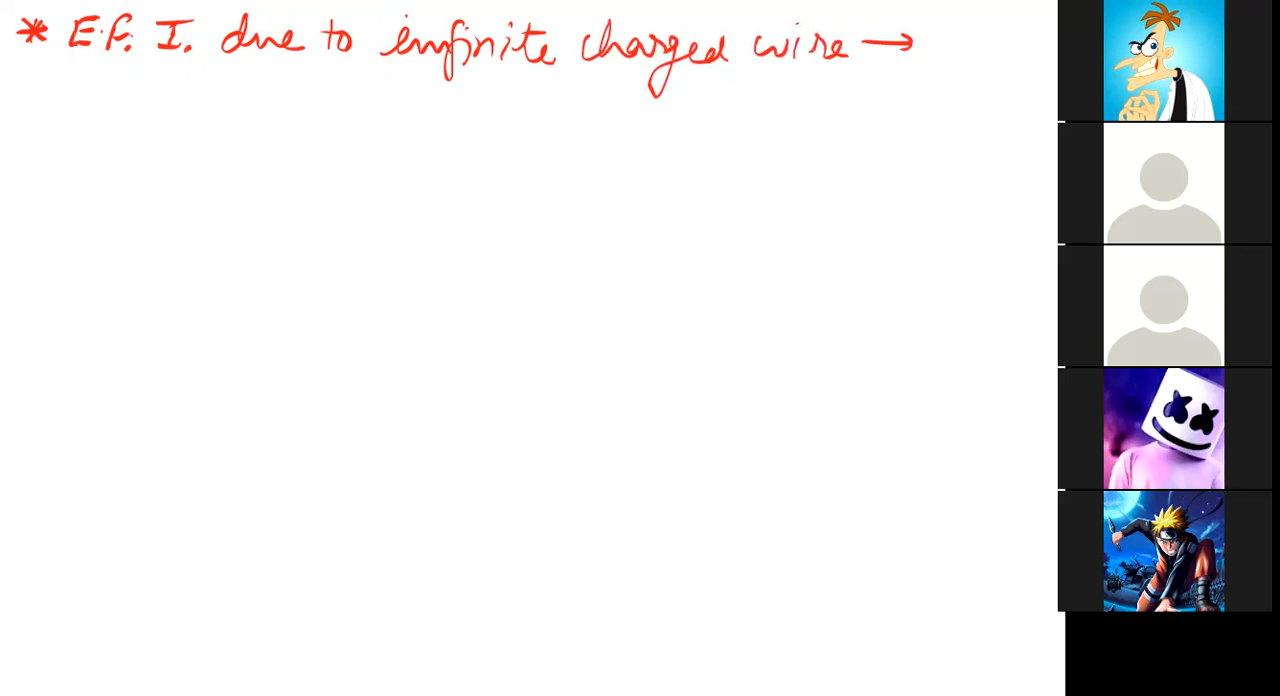 * E.F. I. due to infinite charged wire →